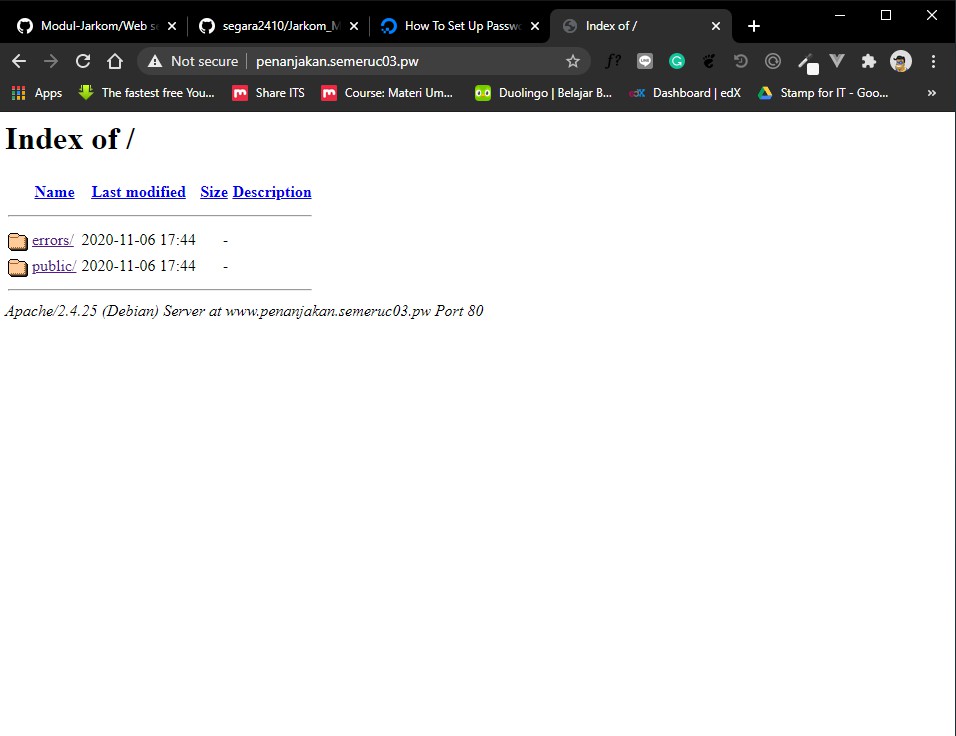 Modul-Jarkom/Web se
segara2410/Jarkom_M
How To Set Up Passwo
Index of /
Not secure
penanjakan.semeruc03.pw
f?
Apps
The fastest free You...
Share ITS
Course: Materi Um...
Duolingo | Belajar B...
edX
Dashboard | edX
Stamp for IT - Goo...
»
Index of /
Name Last modified Size Description
errors/ 2020-11-06 17:44 -
public/ 2020-11-06 17:44 -
Apache/2.4.25 (Debian) Server at www.penanjakan.semeruc03.pw Port 80